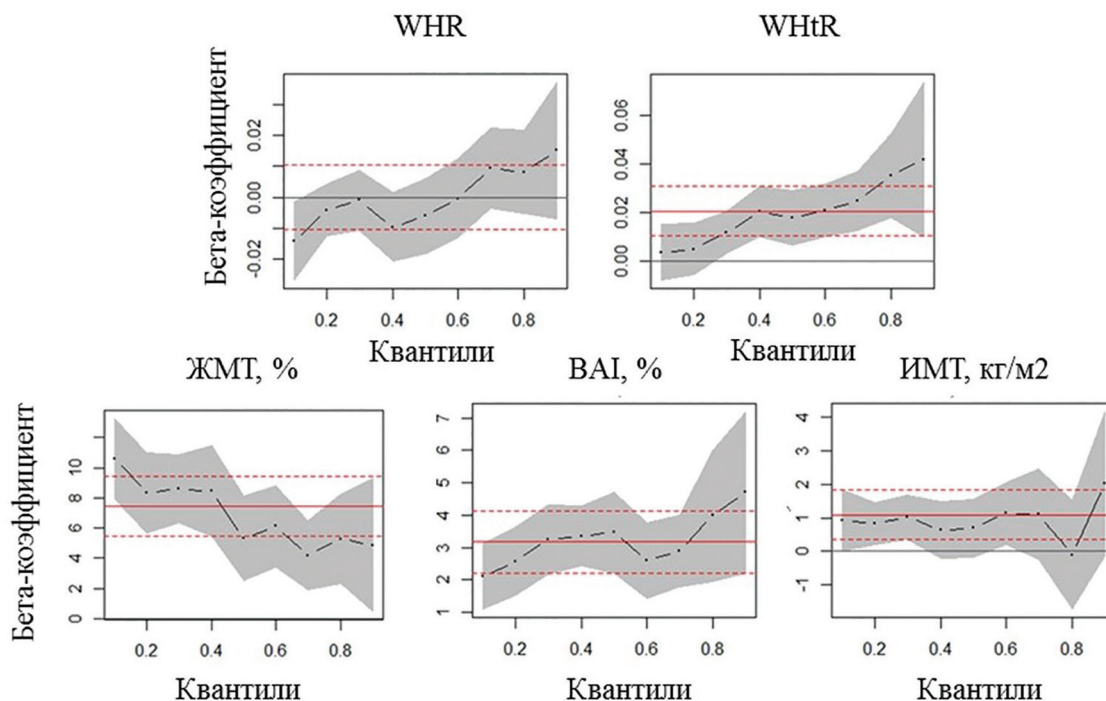 WHR
WHtR
Бета-коэффициент
-0.02 0.00 0.02
0.00 0.02 0.04 0.06
0.2 0.4 0.6 0.8
0.2 0.4 0.6 0.8
Квантили
Квантили
ЖМТ, %
BAI, %
ИМТ, кг/м2
Бета-коэффициент
0 2 4 6 8 10
1 2 3 4 5 6 7
-1 0 1 2 3 4
0.2 0.4 0.6 0.8
0.2 0.4 0.6 0.8
0.2 0.4 0.6 0.8
Квантили
Квантили
Квантили